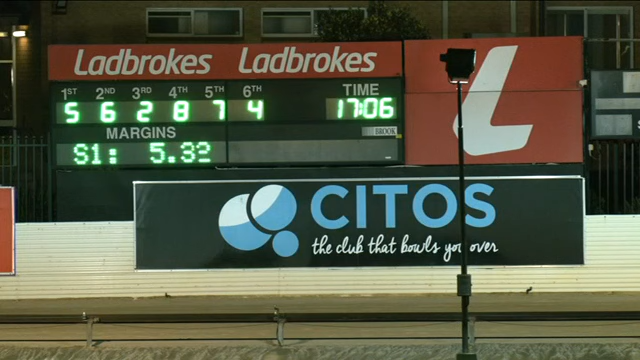 Ladbrokes Ladbrokes
1ST 2ND 3RD 4TH 5TH 6TH TIME
5 6 2 8 7 4 17:06
MARGINS BROOK
S1: 5.32
L
CITOS
the club that bowls you over